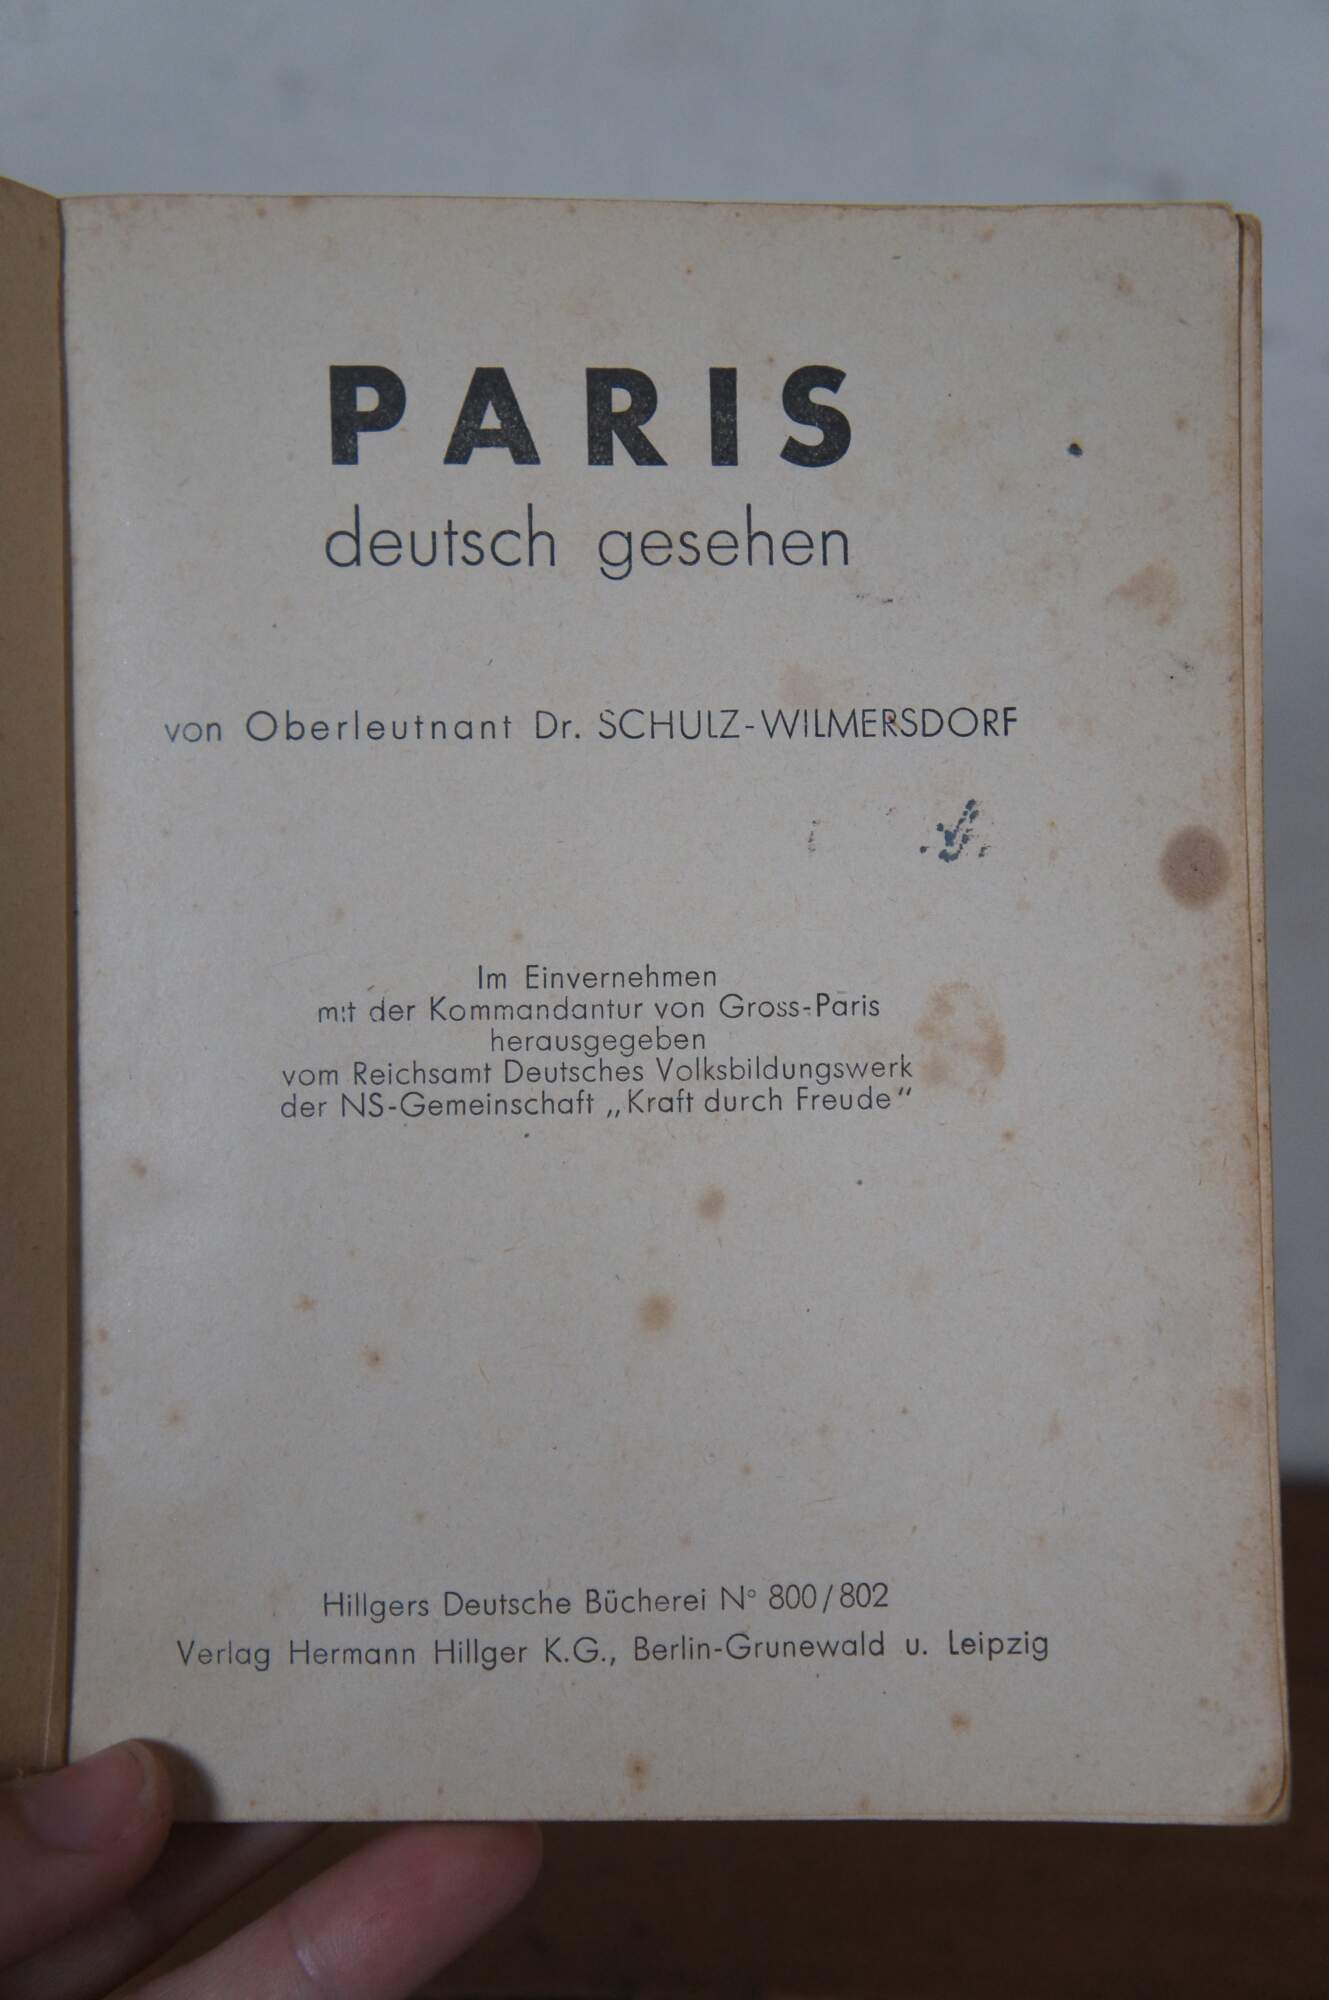 PARIS
deutsch gesehen
von Oberleutnant Dr. SCHULZ-WILMERSDORF
Im Einvernehmen
mit der Kommandantur von Gross-Paris
herausgegeben
vom Reichsamt Deutsches Volksbildungswerk
der NS-Gemeinschaft „Kraft durch Freude“
Hillgers Deutsche Bücherei N° 800/802
Verlag Hermann Hillger K.G., Berlin-Grunewald u. Leipzig